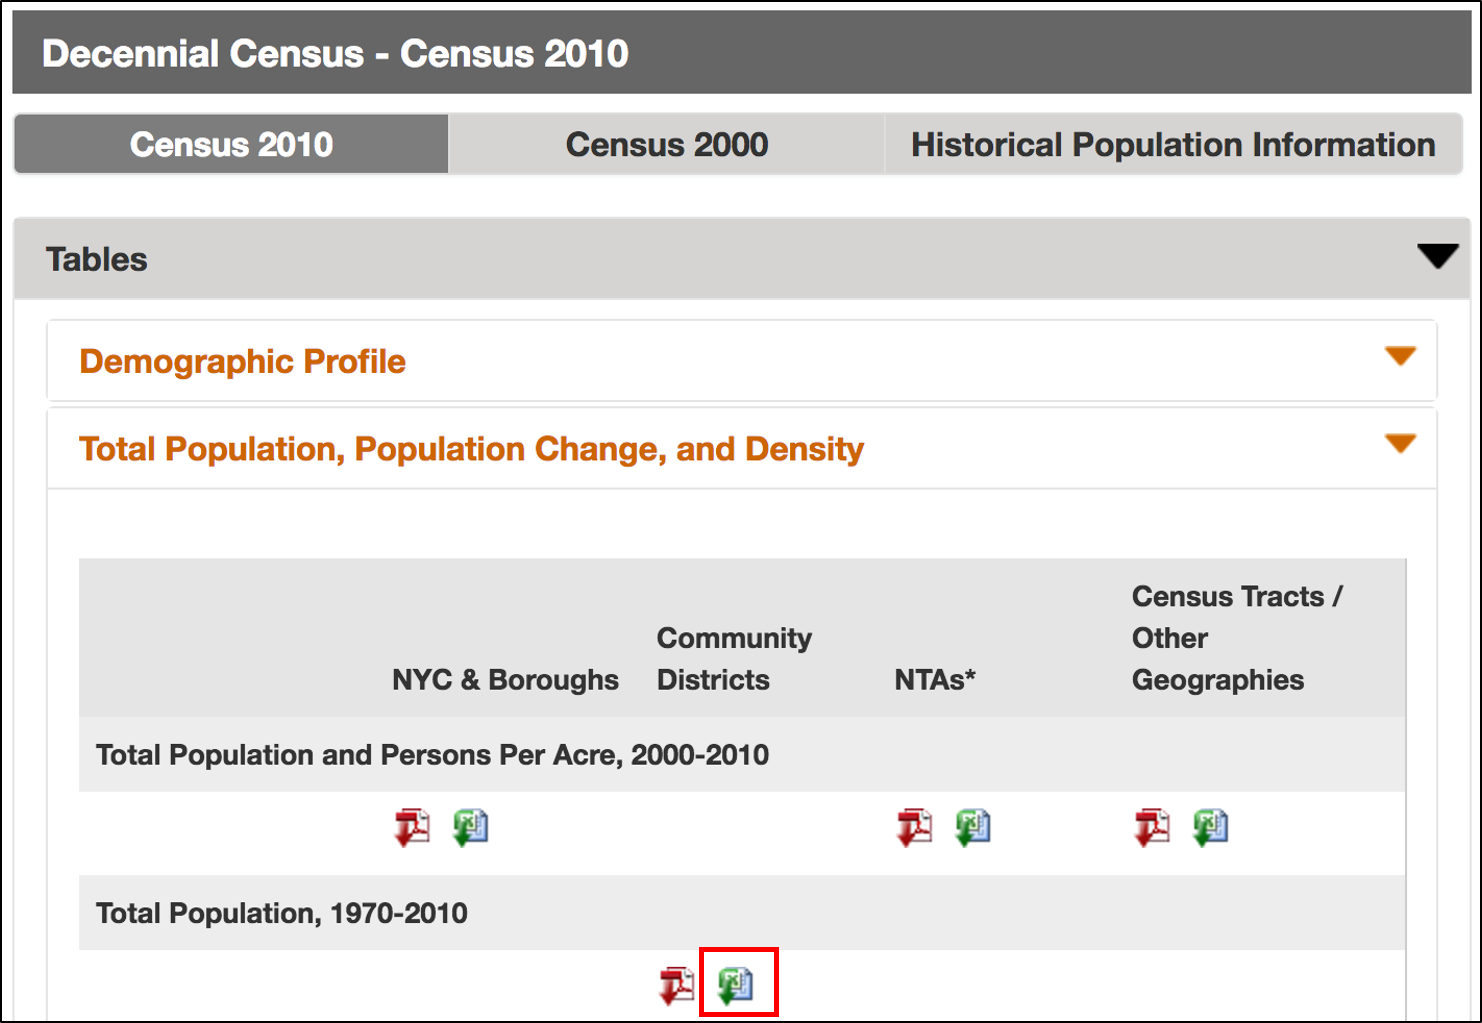 Decennial Census - Census 2010
Census 2010
Census 2000
Historical Population Information
Tables
Demographic Profile
Total Population, Population Change, and Density
NYC & Boroughs
Community
Districts
NTAs*
Census Tracts /
Other
Geographies
Total Population and Persons Per Acre, 2000-2010
Total Population, 1970-2010